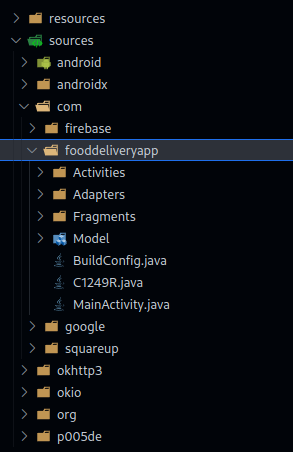 resources
sources
android
androidx
com
firebase
fooddeliveryapp
Activities
Adapters
Fragments
Model
BuildConfig.java
C1249R.java
MainActivity.java
google
squareup
okhttp3
okio
org
p005de